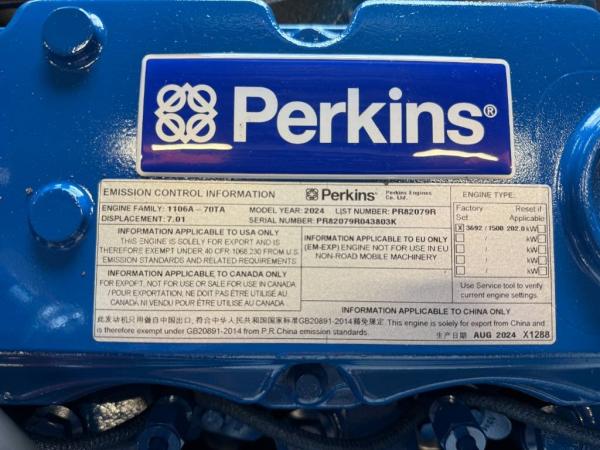 Perkins®
EMISSION CONTROL INFORMATION
Perkins® Perkins Engines Co. Ltd.
ENGINE FAMILY: 1106A - 70TA MODEL YEAR: 2024 LIST NUMBER: PR82079R
DISPLACEMENT: 7.01 SERIAL NUMBER: PR82079R043803K
INFORMATION APPLICABLE TO USA ONLY
THIS ENGINE IS SOLELY FOR EXPORT AND IS
THEREFORE EXEMPT UNDER 40 CFR 1068.230 FROM U.S.
EMISSION STANDARDS AND RELATED REQUIREMENTS
INFORMATION APPLICABLE TO CANADA ONLY
FOR EXPORT, NOT FOR USE OR SALE FOR USE IN CANADA
/ POUR EXPORTATION, NE DOIT PAS ETRE UTILISE AU
CANADA NI VENDU POUR ETRE UTILISE AU CANADA
INFORMATION APPLICABLE TO EU ONLY
(EM-EXP) ENGINE NOT FOR USE IN EU
NON-ROAD MOBILE MACHINERY
ENGINE TYPE:
Factory Set Reset if Applicable
X 3692 / 1500 202.0 kW
/ kW
/ kW
/ kW
/ kW
Use Service tool to verify
current engine settings.
INFORMATION APPLICABLE TO CHINA ONLY
此发动机只用做自中国出口, 符合中华人民共和国国家标准GB20891-2014豁免规定. This engine is solely for export from China and
is therefore exempt under GB20891-2014 from P.R.China emission standards.
生产日期 AUG 2024 X1288